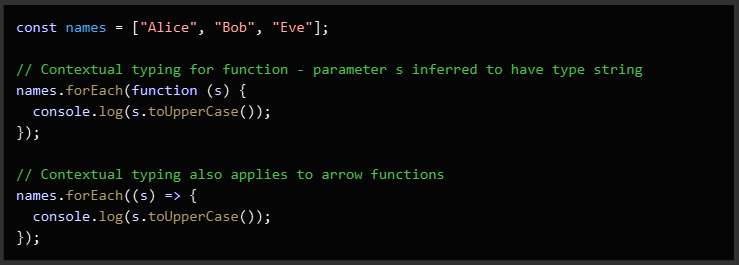 const names = ["Alice", "Bob", "Eve"];

// Contextual typing for function - parameter s inferred to have type string
names.forEach(function (s) {
  console.log(s.toUpperCase());
});

// Contextual typing also applies to arrow functions
names.forEach((s) => {
  console.log(s.toUpperCase());
});